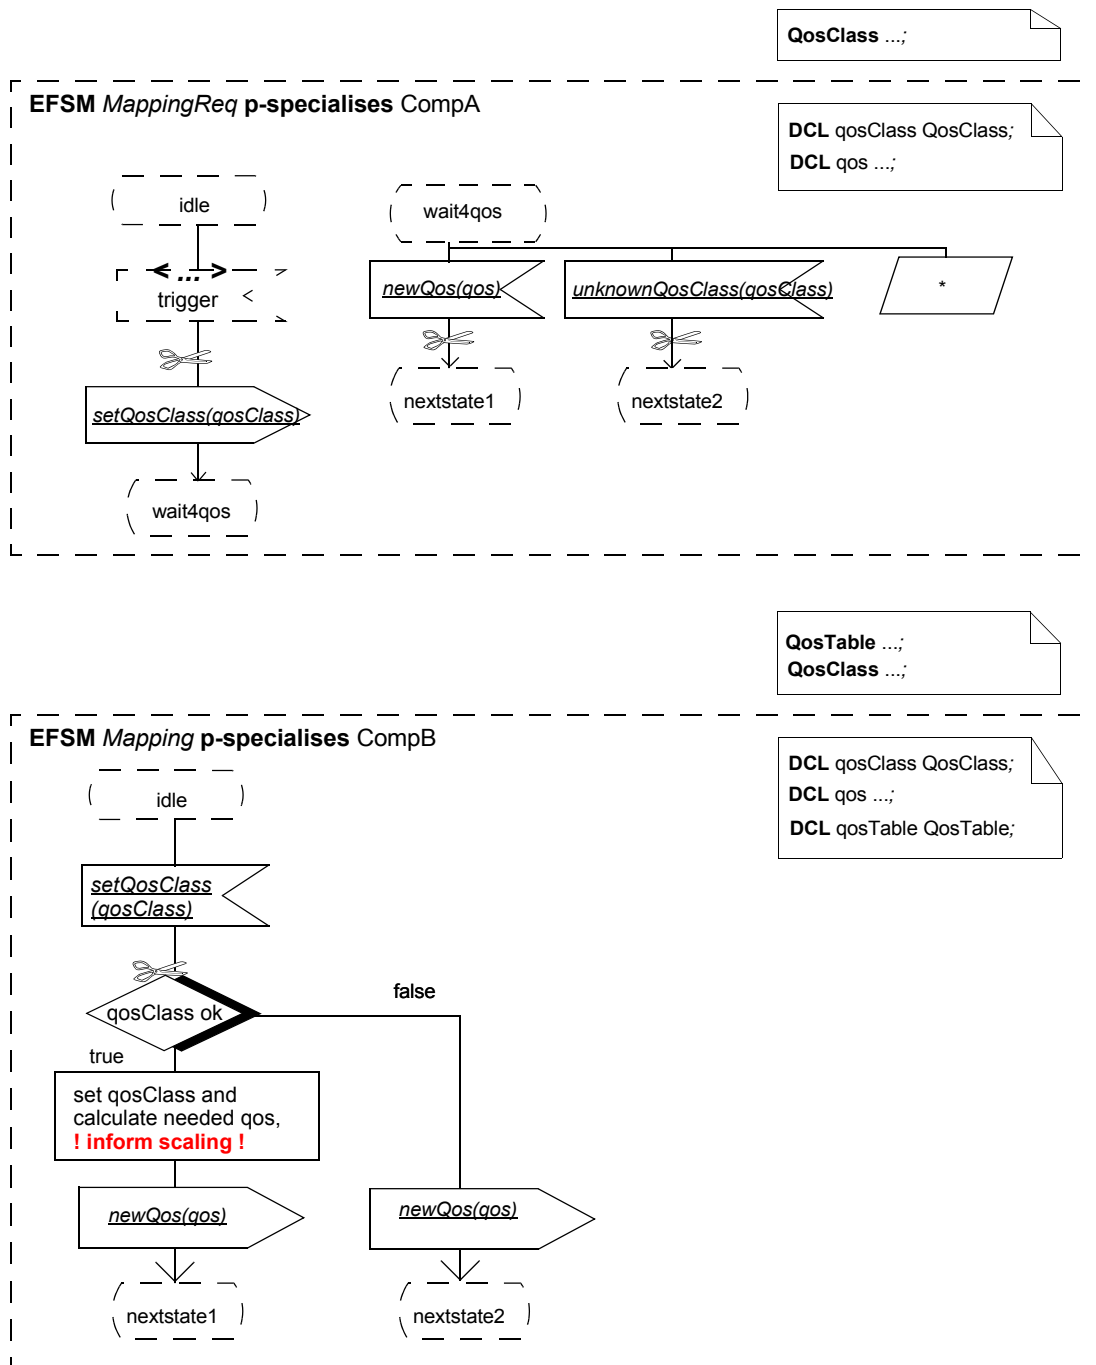 QosClass ...;
EFSM MappingReq p-specialises CompA
DCL qosClass QosClass;
DCL qos ...;
idle
< ... >
trigger
setQosClass(qosClass)
wait4qos
wait4qos
newQos(qos)
unknownQosClass(qosClass)
*
nextstate1
nextstate2
QosTable ...;
QosClass ...;
EFSM Mapping p-specialises CompB
DCL qosClass QosClass;
DCL qos ...;
DCL qosTable QosTable;
idle
setQosClass
(qosClass)
qosClass ok
false
true
set qosClass and
calculate needed qos,
! inform scaling !
newQos(qos)
newQos(qos)
nextstate1
nextstate2